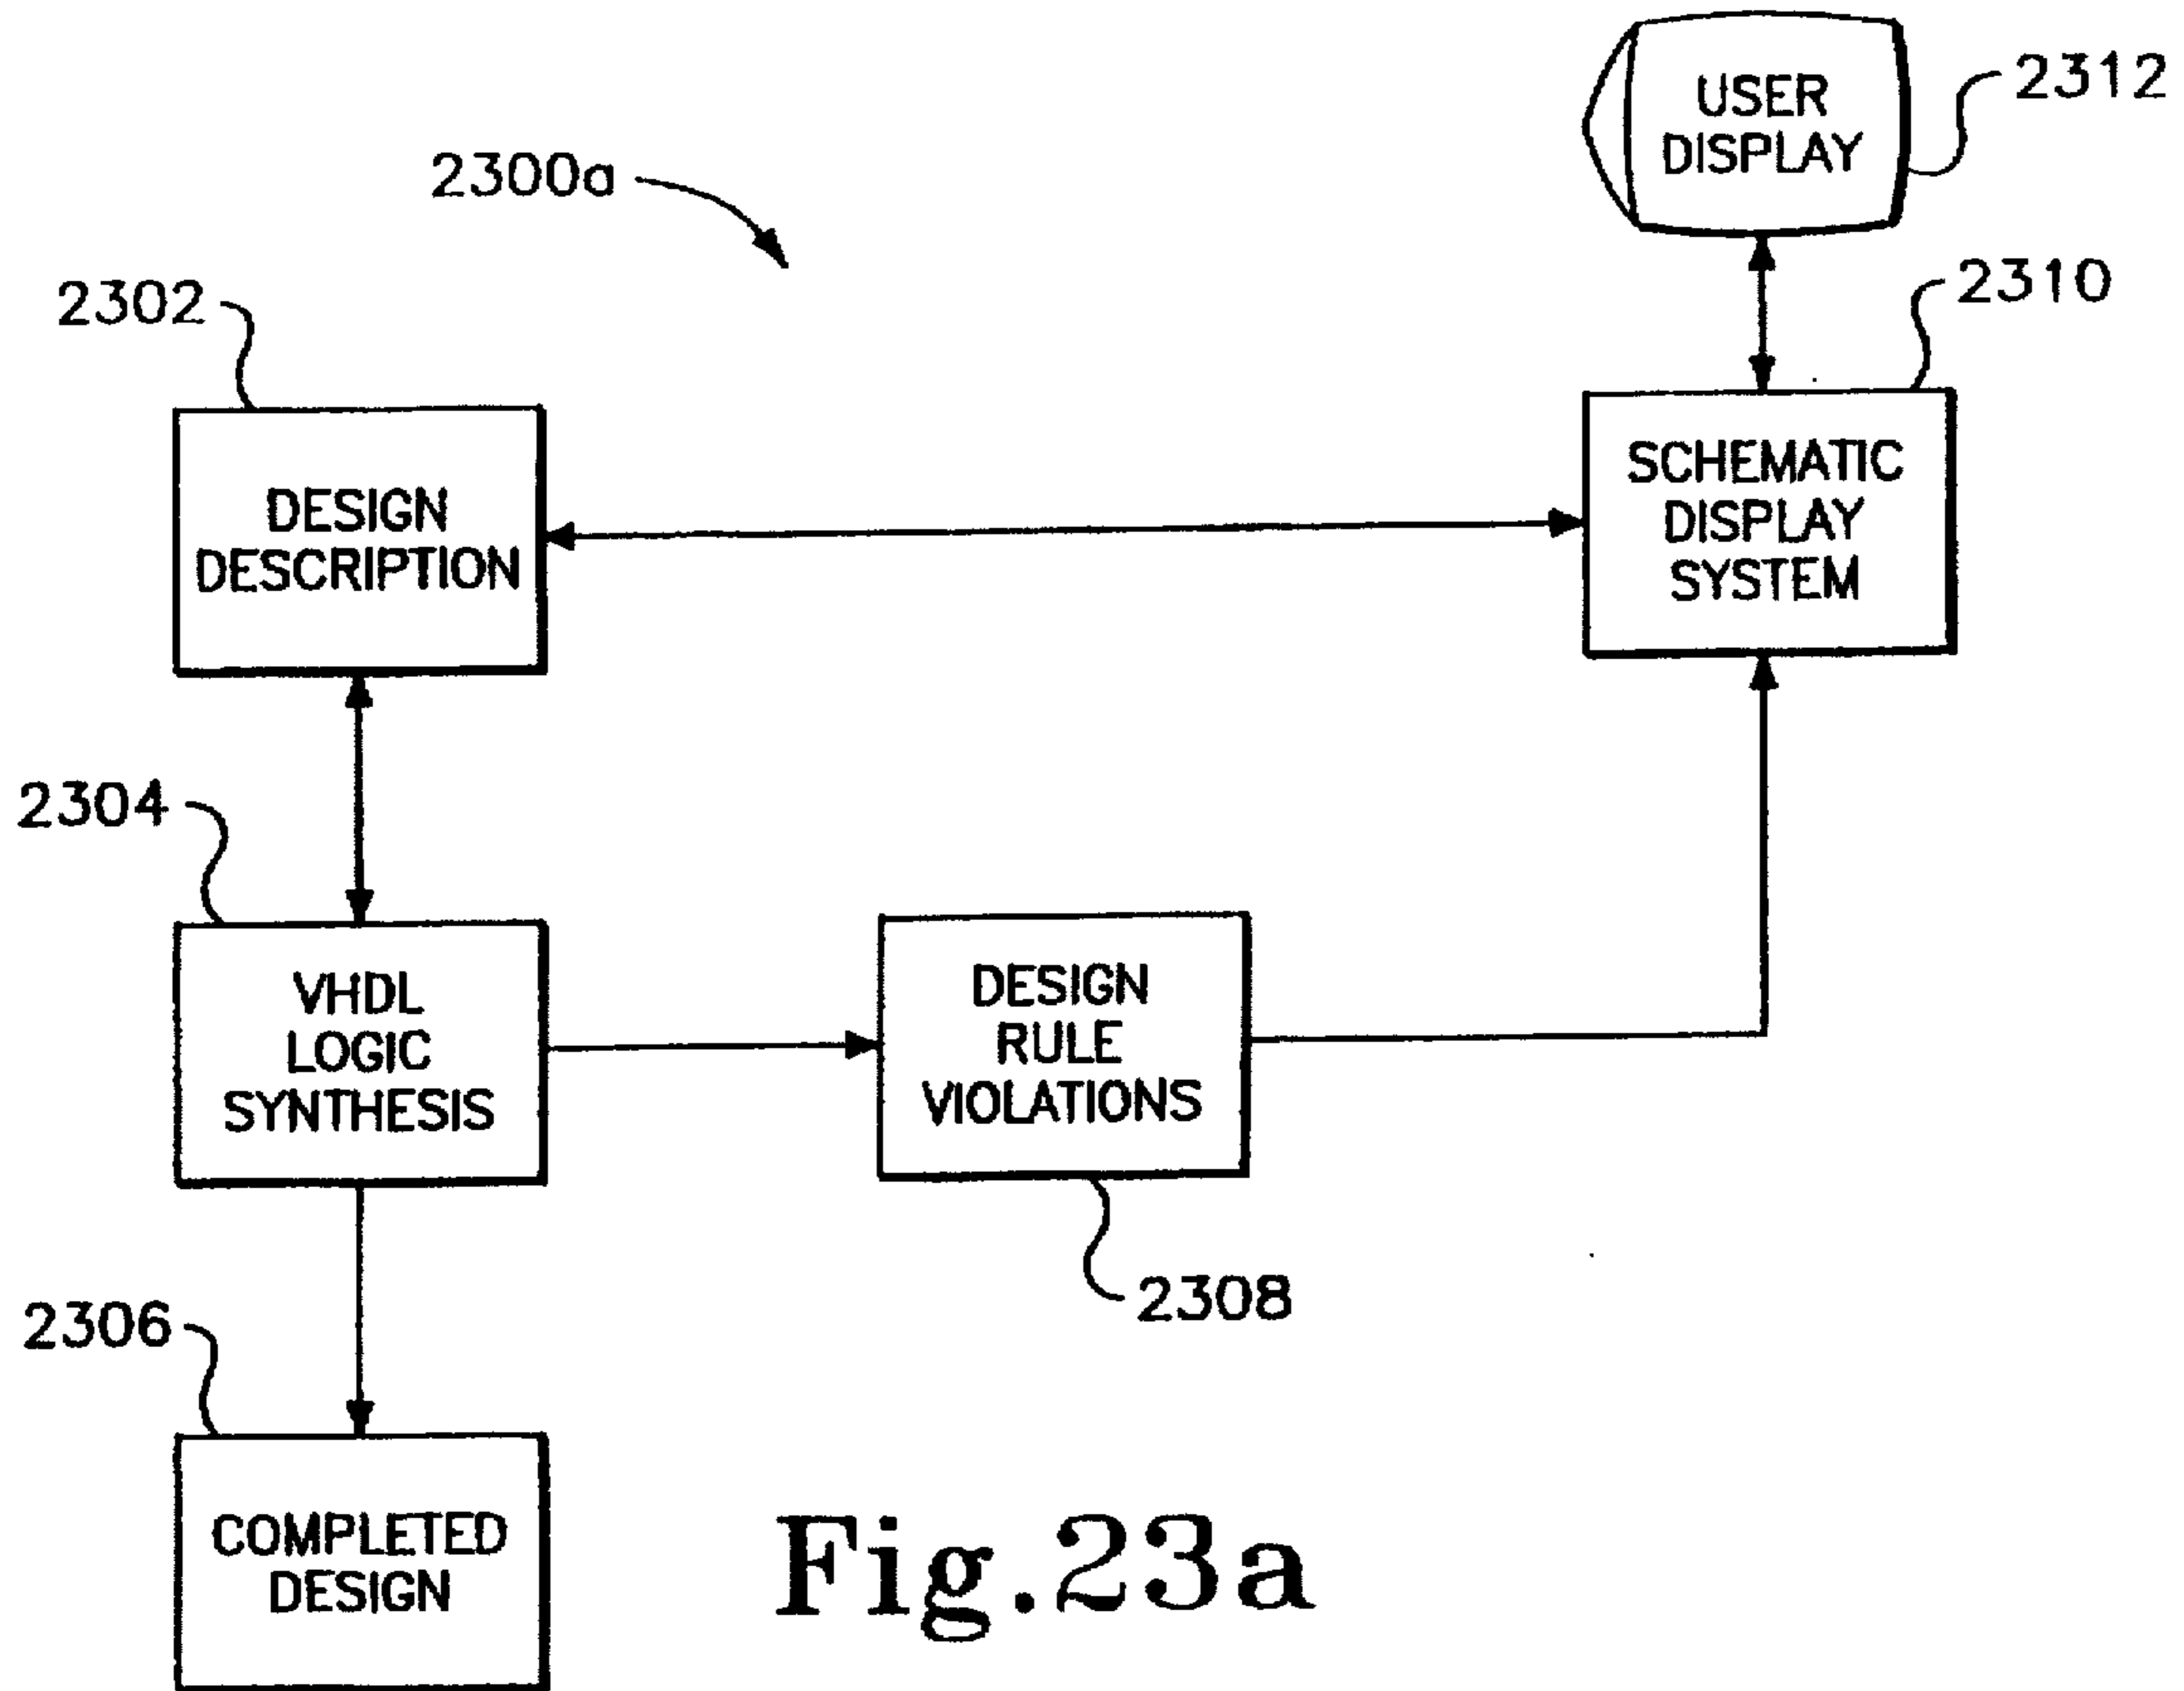 USER
DISPLAY
2312
2300a
2302
2310
DESIGN
DESCRIPTION
SCHEMATIC
DISPLAY
SYSTEM
2304
VHDL
LOGIC
SYNTHESIS
DESIGN
RULE
VIOLATIONS
2308
2306
COMPLETED
DESIGN
Fig.23a